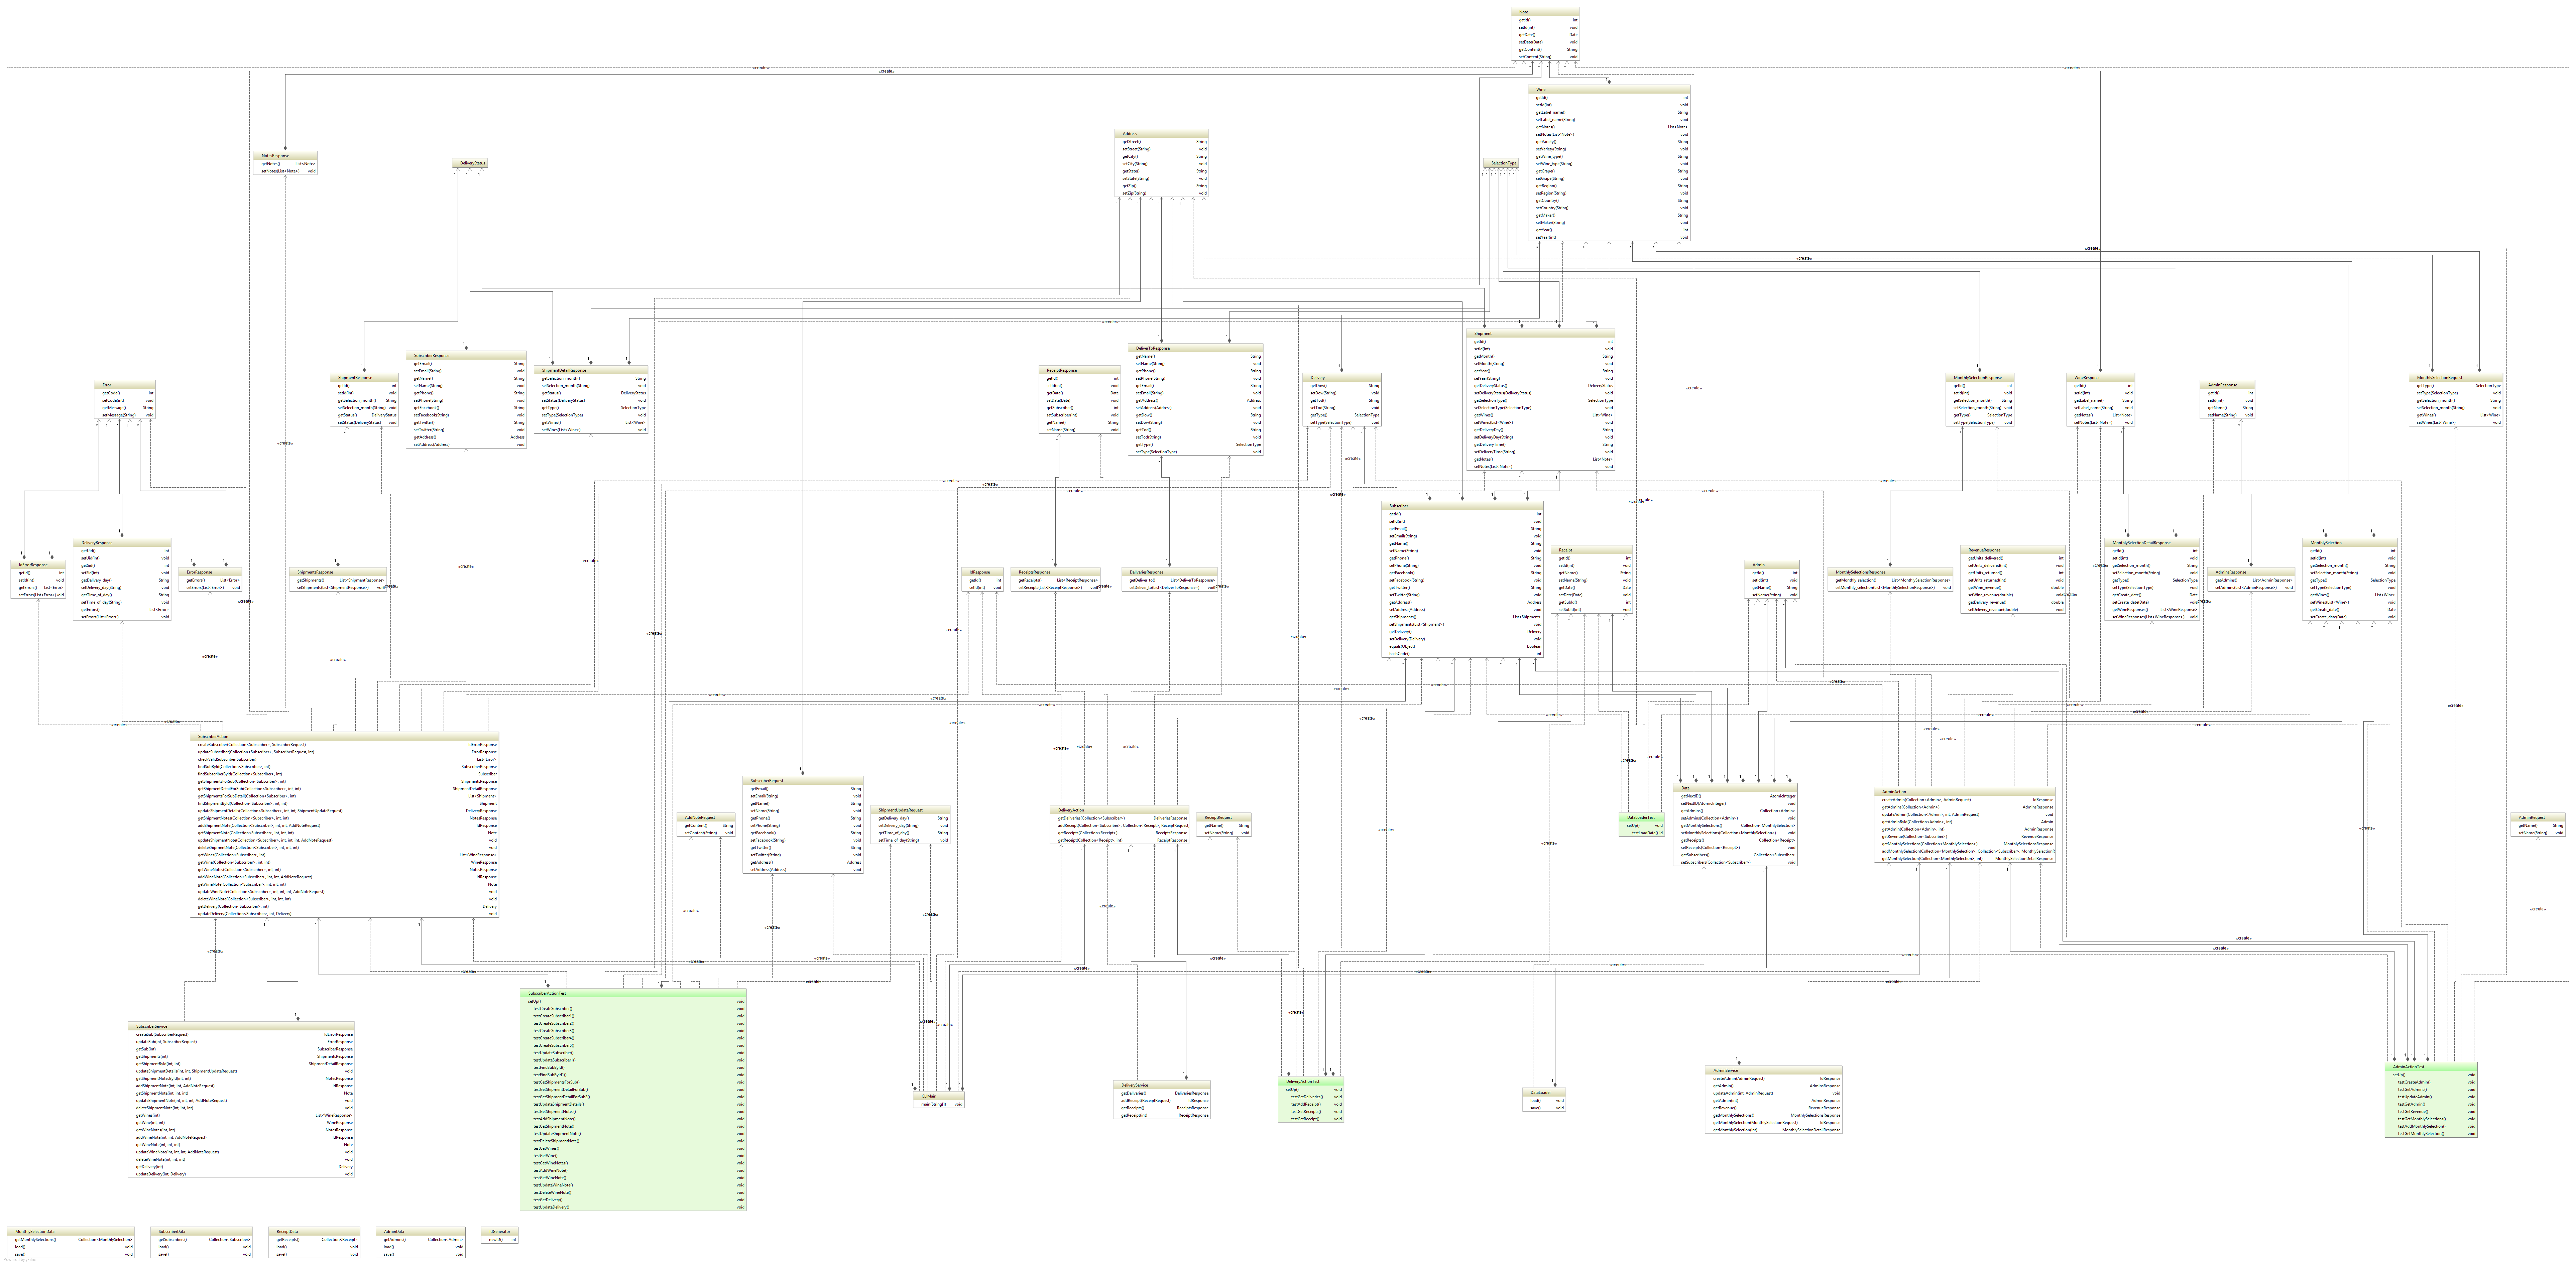 Note
getId() int
setId(int) void
getDate() Date
setDate(Date) void
getContent() String
setContent(String) void
Wine
getId() int
setId(int) void
getLabel_name() String
setLabel_name(String) void
getNotes() List<Note>
setNotes(List<Note>) void
getVariety() String
setVariety(String) void
getWine_type() String
setWine_type(String) void
getGrape() String
setGrape(String) void
getRegion() String
setRegion(String) void
getCountry() String
setCountry(String) void
getMaker() String
setMaker(String) void
getYear() int
setYear(int) void
Address
getStreet() String
setStreet(String) void
getCity() String
setCity(String) void
getState() String
setState(String) void
getZip() String
setZip(String) void
NotesResponse
getNotes() List<Note>
setNotes(List<Note>) void
DeliveryStatus
SelectionType
Shipment
getId() int
setId(int) void
getMonth() String
setMonth(String) void
getYear() String
setYear(String) void
getDeliveryStatus() DeliveryStatus
setDeliveryStatus(DeliveryStatus) void
getSelectionType() SelectionType
setSelectionType(SelectionType) void
getWines() List<Wine>
setWines(List<Wine>) void
getDeliveryDay() String
setDeliveryDay(String) void
getDeliveryTime() String
setDeliveryTime(String) void
getNotes() List<Note>
setNotes(List<Note>) void
Error
getCode() int
setCode(int) void
getMessage() String
setMessage(String) void
ShipmentResponse
getId() int
setId(int) void
getSelection_month() String
setSelection_month(String) void
getStatus() DeliveryStatus
setStatus(DeliveryStatus) void
SubscriberResponse
getEmail() String
setEmail(String) void
getName() String
setName(String) void
getPhone() String
setPhone(String) void
getFacebook() String
setFacebook(String) void
getTwitter() String
setTwitter(String) void
getAddress() Address
setAddress(Address) void
ShipmentDetailResponse
getSelection_month() String
setSelection_month(String) void
getStatus() DeliveryStatus
setStatus(DeliveryStatus) void
getType() SelectionType
setType(SelectionType) void
getWines() List<Wine>
setWines(List<Wine>) void
ReceiptResponse
getId() int
setId(int) void
getDate() Date
setDate(Date) void
getSubscriber() int
setSubscriber(int) void
getName() String
setName(String) void
DeliverToResponse
getName() String
setName(String) void
getPhone() String
setPhone(String) void
getEmail() String
setEmail(String) void
getAddress() Address
setAddress(Address) void
getDow() String
setDow(String) void
getTod() String
setTod(String) void
getType() SelectionType
setType(SelectionType) void
Delivery
getDow() String
setDow(String) void
getTod() String
setTod(String) void
getType() SelectionType
setType(SelectionType) void
MonthlySelectionResponse
getId() int
setId(int) void
getSelection_month() String
setSelection_month(String) void
getType() SelectionType
setType(SelectionType) void
WineResponse
getId() int
setId(int) void
getLabel_name() String
setLabel_name(String) void
getNotes() List<Note>
setNotes(List<Note>) void
AdminResponse
getId() int
setId(int) void
getName() String
setName(String) void
MonthlySelectionRequest
getType() SelectionType
setType(SelectionType) void
getSelection_month() String
setSelection_month(String) void
getWines() List<Wine>
setWines(List<Wine>) void
IdErrorResponse
getId() int
setId(int) void
getErrors() List<Error>
setErrors(List<Error>) void
DeliveryResponse
getUid() int
setUid(int) void
getSid() int
setSid(int) void
getDelivery_day() String
setDelivery_day(String) void
getTime_of_day() String
setTime_of_day(String) void
getErrors() List<Error>
setErrors(List<Error>) void
ErrorResponse
getErrors() List<Error>
setErrors(List<Error>) void
ShipmentsResponse
getShipments() List<ShipmentResponse>
setShipments(List<ShipmentResponse>) void
IdResponse
getId() int
setId(int) void
ReceiptsResponse
getReceipts() List<ReceiptResponse>
setReceipts(List<ReceiptResponse>) void
DeliveriesResponse
getDeliver_to() List<DeliverToResponse>
setDeliver_to(List<DeliverToResponse>) void
Subscriber
getId() int
setId(int) void
getEmail() String
setEmail(String) void
getName() String
setName(String) void
getPhone() String
setPhone(String) void
getFacebook() String
setFacebook(String) void
getTwitter() String
setTwitter(String) void
getAddress() Address
setAddress(Address) void
getShipments() List<Shipment>
setShipments(List<Shipment>) void
getDelivery() Delivery
setDelivery(Delivery) void
equals(Object) boolean
hashCode() int
Receipt
getId() int
setId(int) void
getName() String
setName(String) void
getDate() Date
setDate(Date) void
getSubId() int
setSubId(int) void
Admin
getId() int
setId(int) void
getName() String
setName(String) void
MonthlySelectionsResponse
getMonthly_selection() List<MonthlySelectionResponse>
setMonthly_selection(List<MonthlySelectionResponse>) void
RevenueResponse
getUnits_delivered() int
setUnits_delivered(int) void
getUnits_returned() int
setUnits_returned(int) void
getWine_revenue() double
setWine_revenue(double) void
getDelivery_revenue() double
setDelivery_revenue(double) void
MonthlySelectionDetailResponse
getId() int
setId(int) void
getSelection_month() String
setSelection_month(String) void
getType() SelectionType
setType(SelectionType) void
getCreate_date() Date
setCreate_date(Date) void
getWineResponses() List<WineResponse>
setWineResponses(List<WineResponse>) void
AdminsResponse
getAdmins() List<AdminResponse>
setAdmins(List<AdminResponse>) void
MonthlySelection
getId() int
setId(int) void
getSelection_month() String
setSelection_month(String) void
getType() SelectionType
setType(SelectionType) void
getWines() List<Wine>
setWines(List<Wine>) void
getCreate_date() Date
setCreate_date(Date) void
SubscriberAction
createSubscriber(Collection<Subscriber>, SubscriberRequest) IdErrorResponse
updateSubscriber(Collection<Subscriber>, SubscriberRequest, int) ErrorResponse
checkValidSubscriber(Subscriber) List<Error>
findSubById(Collection<Subscriber>, int) SubscriberResponse
findSubscriberById(Collection<Subscriber>, int) Subscriber
getShipmentsForSub(Collection<Subscriber>, int) ShipmentsResponse
getShipmentDetailForSub(Collection<Subscriber>, int, int) ShipmentDetailResponse
getShipmentsForSubDetail(Collection<Subscriber>, int) List<Shipment>
findShipmentById(Collection<Subscriber>, int, int) Shipment
updateShipmentDetails(Collection<Subscriber>, int, int, ShipmentUpdateRequest) DeliveryResponse
getShipmentNotes(Collection<Subscriber>, int, int) NotesResponse
addShipmentNote(Collection<Subscriber>, int, int, AddNoteRequest) IdResponse
getShipmentNote(Collection<Subscriber>, int, int, int) Note
updateShipmentNote(Collection<Subscriber>, int, int, int, AddNoteRequest) void
deleteShipmentNote(Collection<Subscriber>, int, int, int) void
getWines(Collection<Subscriber>, int) List<WineResponse>
getWine(Collection<Subscriber>, int, int) WineResponse
getWineNotes(Collection<Subscriber>, int, int) NotesResponse
addWineNote(Collection<Subscriber>, int, int, AddNoteRequest) IdResponse
getWineNote(Collection<Subscriber>, int, int, int) Note
updateWineNote(Collection<Subscriber>, int, int, int, AddNoteRequest) void
deleteWineNote(Collection<Subscriber>, int, int, int) void
getDelivery(Collection<Subscriber>, int) Delivery
updateDelivery(Collection<Subscriber>, int, Delivery) void
AddNoteRequest
getContent() String
setContent(String) void
SubscriberRequest
getEmail() String
setEmail(String) void
getName() String
setName(String) void
getPhone() String
setPhone(String) void
getFacebook() String
setFacebook(String) void
getTwitter() String
setTwitter(String) void
getAddress() Address
setAddress(Address) void
ShipmentUpdateRequest
getDelivery_day() String
setDelivery_day(String) void
getTime_of_day() String
setTime_of_day(String) void
DeliveryAction
getDeliveries(Collection<Subscriber>) DeliveriesResponse
addReceipt(Collection<Subscriber>, Collection<Receipt>, ReceiptRequest)
getReceipts(Collection<Receipt>) ReceiptsResponse
getReceipt(Collection<Receipt>, int) ReceiptResponse
ReceiptRequest
getName() String
setName(String) void
DataLoaderTest
setUp() void
testLoadData()
Data
getNextID() AtomicInteger
setNextID(AtomicInteger) void
getAdmins() Collection<Admin>
setAdmins(Collection<Admin>) void
getMonthlySelections() Collection<MonthlySelection>
setMonthlySelections(Collection<MonthlySelection>) void
getReceipts() Collection<Receipt>
setReceipts(Collection<Receipt>) void
getSubscribers() Collection<Subscriber>
setSubscribers(Collection<Subscriber>) void
AdminAction
createAdmin(Collection<Admin>, AdminRequest) IdResponse
getAdmins(Collection<Admin>) AdminsResponse
updateAdmin(Collection<Admin>, int, AdminRequest) void
getAdminById(Collection<Admin>, int) Admin
getAdmin(Collection<Admin>, int) AdminResponse
getRevenue(Collection<Subscriber>) RevenueResponse
getMonthlySelections(Collection<MonthlySelection>) MonthlySelectionsResponse
addMonthlySelection(Collection<MonthlySelection>, Collection<Subscriber>, MonthlySelectionR
getMonthlySelection(Collection<MonthlySelection>, int) MonthlySelectionDetailResponse
AdminRequest
getName() String
setName(String) void
SubscriberService
createSub(SubscriberRequest) IdErrorResponse
updateSub(int, SubscriberRequest) ErrorResponse
getSub(int) SubscriberResponse
getShipments(int) ShipmentsResponse
getShipmentById(int, int) ShipmentDetailResponse
updateShipmentDetails(int, int, ShipmentUpdateRequest) void
getShipmentNotesById(int, int) NotesResponse
addShipmentNote(int, int, AddNoteRequest) IdResponse
getShipmentNote(int, int, int) Note
updateShipmentNote(int, int, int, AddNoteRequest) void
deleteShipmentNote(int, int, int) void
getWines(int) List<WineResponse>
getWine(int, int) WineResponse
getWineNotes(int, int) NotesResponse
addWineNote(int, int, AddNoteRequest) IdResponse
getWineNote(int, int, int) Note
updateWineNote(int, int, int, AddNoteRequest) void
deleteWineNote(int, int, int) void
getDelivery(int) Delivery
updateDelivery(int, Delivery) void
SubscriberActionTest
setUp() void
testCreateSubscriber() void
testCreateSubscriber1() void
testCreateSubscriber2() void
testCreateSubscriber3() void
testCreateSubscriber4() void
testCreateSubscriber5() void
testUpdateSubscriber() void
testUpdateSubscriber1() void
testFindSubById() void
testFindSubById1() void
testGetShipmentsForSub() void
testGetShipmentDetailForSub() void
testGetShipmentDetailForSub1() void
testUpdateShipmentDetails() void
testGetShipmentNotes() void
testAddShipmentNote() void
testGetShipmentNote() void
testUpdateShipmentNote() void
testDeleteShipmentNote() void
testGetWines() void
testGetWine() void
testGetWineNotes() void
testAddWineNote() void
testGetWineNote() void
testUpdateWineNote() void
testDeleteWineNote() void
testGetDelivery() void
testUpdateDelivery() void
CLIMain
main(String[]) void
DeliveryService
getDeliveries() DeliveriesResponse
addReceipt(ReceiptRequest) IdResponse
getReceipts() ReceiptsResponse
getReceipt(int) ReceiptResponse
DeliveryActionTest
setUp() void
testGetDeliveries() void
testAddReceipt() void
testGetReceipts() void
testGetReceipt() void
DataLoader
load() void
save() void
AdminService
createAdmin(AdminRequest) IdResponse
getAdmin() AdminsResponse
updateAdmin(int, AdminRequest) void
getAdmin(int) AdminResponse
getRevenue() RevenueResponse
getMonthlySelections() MonthlySelectionsResponse
getMonthlySelection(MonthlySelectionRequest) IdResponse
getMonthlySelection(int) MonthlySelectionDetailResponse
AdminActionTest
setUp() void
testCreateAdmin() void
testGetAdmins() void
testUpdateAdmin() void
testGetAdmin() void
testGetRevenue() void
testGetMonthlySelections() void
testAddMonthlySelection() void
testGetMonthlySelection() void
MonthlySelectionData
getMonthlySelections() Collection<MonthlySelection>
load() void
save() void
SubscriberData
getSubscribers() Collection<Subscriber>
load() void
save() void
ReceiptData
getReceipts() Collection<Receipt>
load() void
save() void
AdminData
getAdmins() Collection<Admin>
load() void
save() void
IdGenerator
newID() int